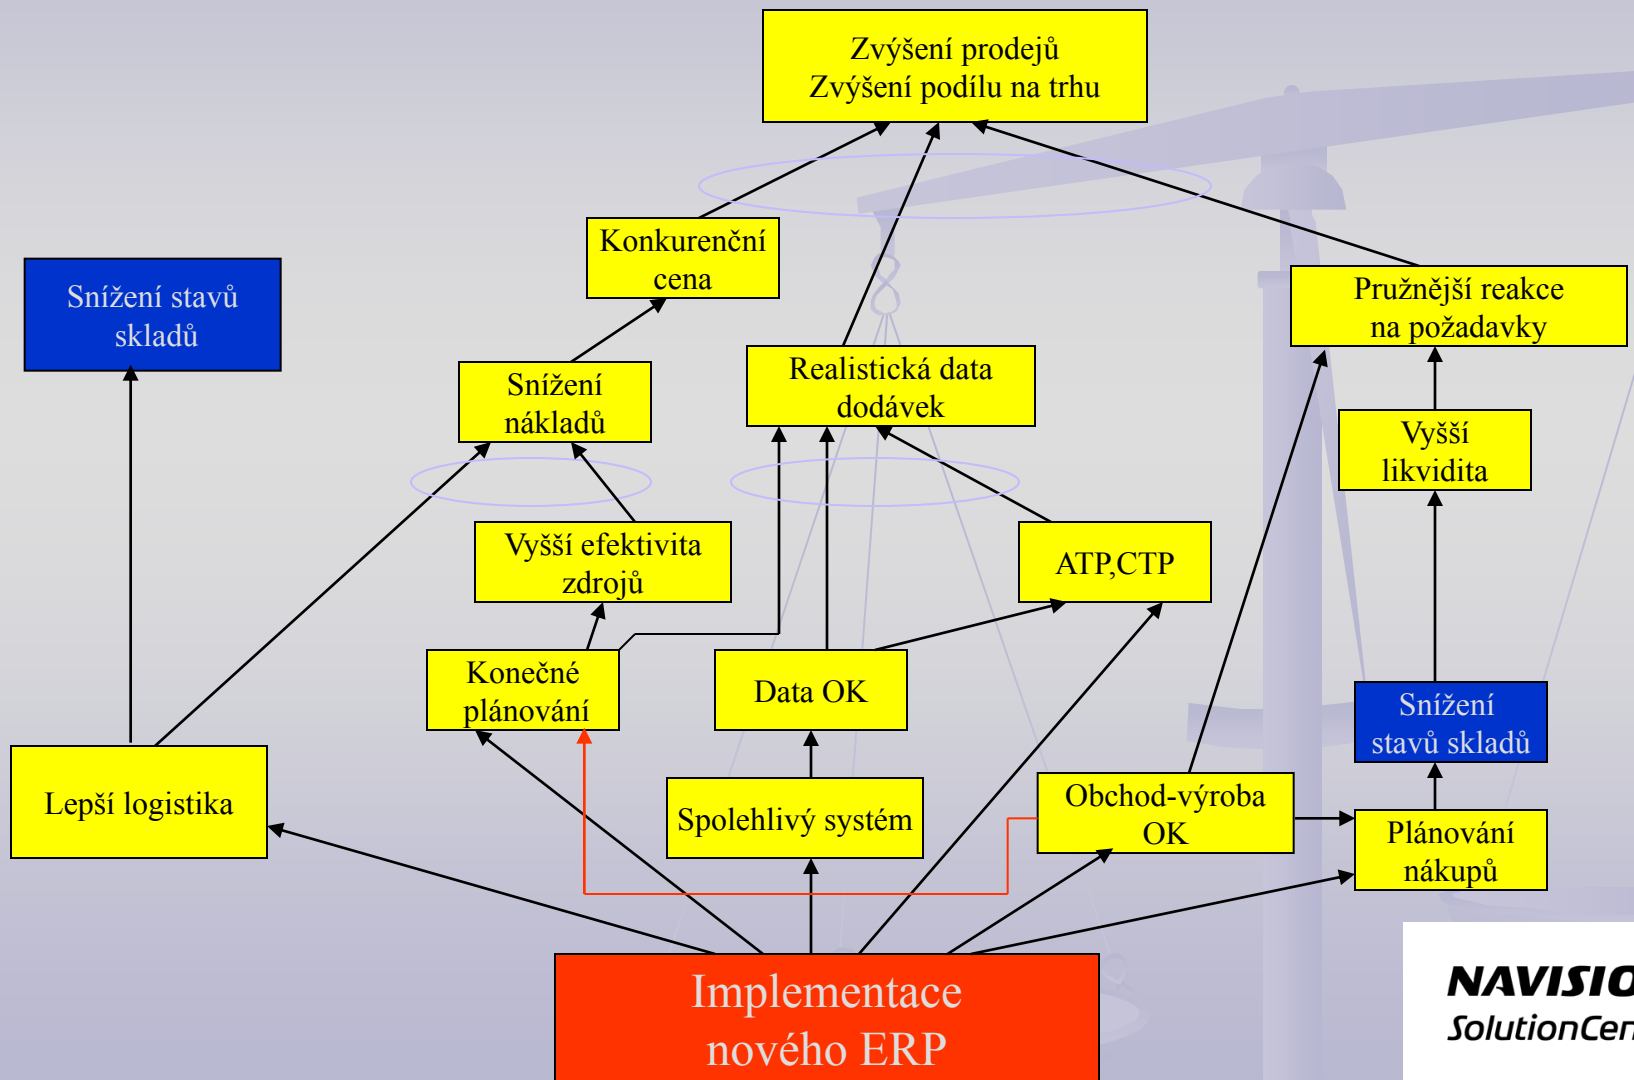 Zvýšení prodejů
Zvýšení podílu na trhu
Konkurenční
cena
Snížení stavů
skladů
Pružnější reakce
na požadavky
Snížení
nákladů
Realistická data
dodávek
Vyšší
likvidita
Vyšší efektivita
zdrojů
ATP,CTP
Konečné
plánování
Data OK
Snížení
stavů skladů
Lepší logistika
Spolehlivý systém
Obchod-výroba
OK
Plánování
nákupů
Implementace
nového ERP
NAVISIO
SolutionCen